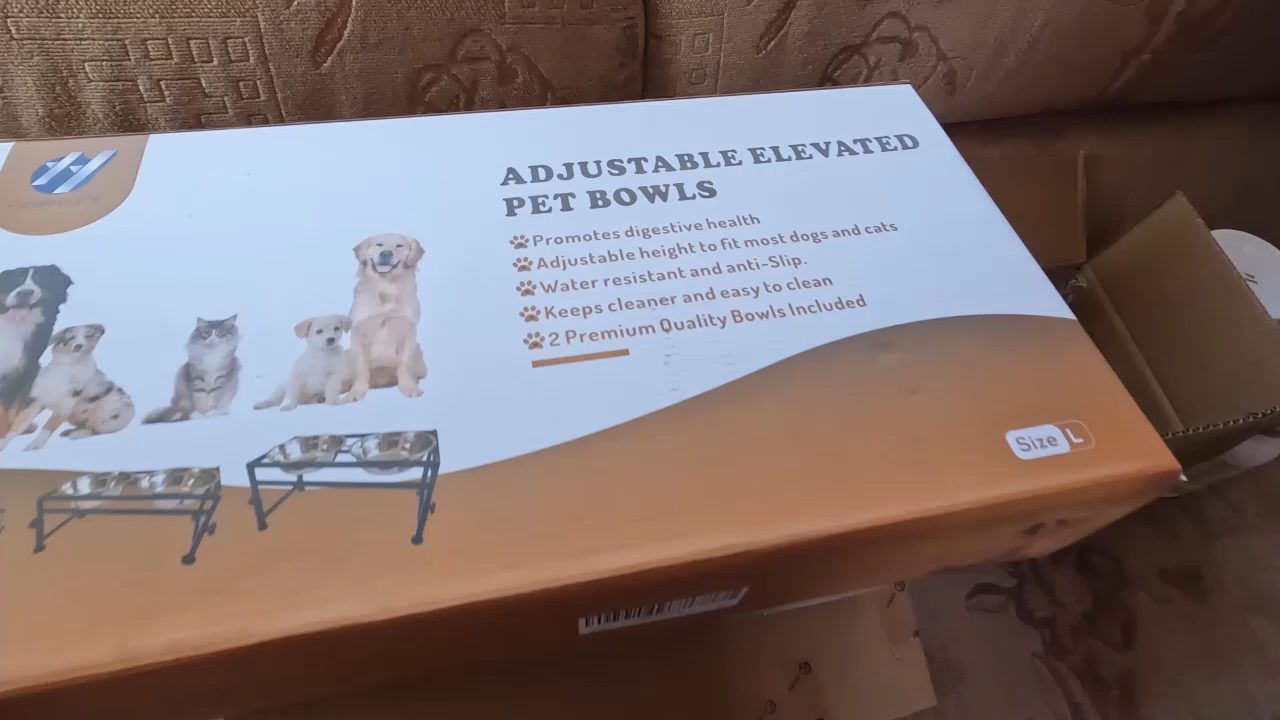 ADJUSTABLE ELEVATED
PET BOWLS
Promotes digestive health
Adjustable height to fit most dogs and cats
Water resistant and anti-Slip.
Keeps cleaner and easy to clean
2 Premium Quality Bowls Included
Size L